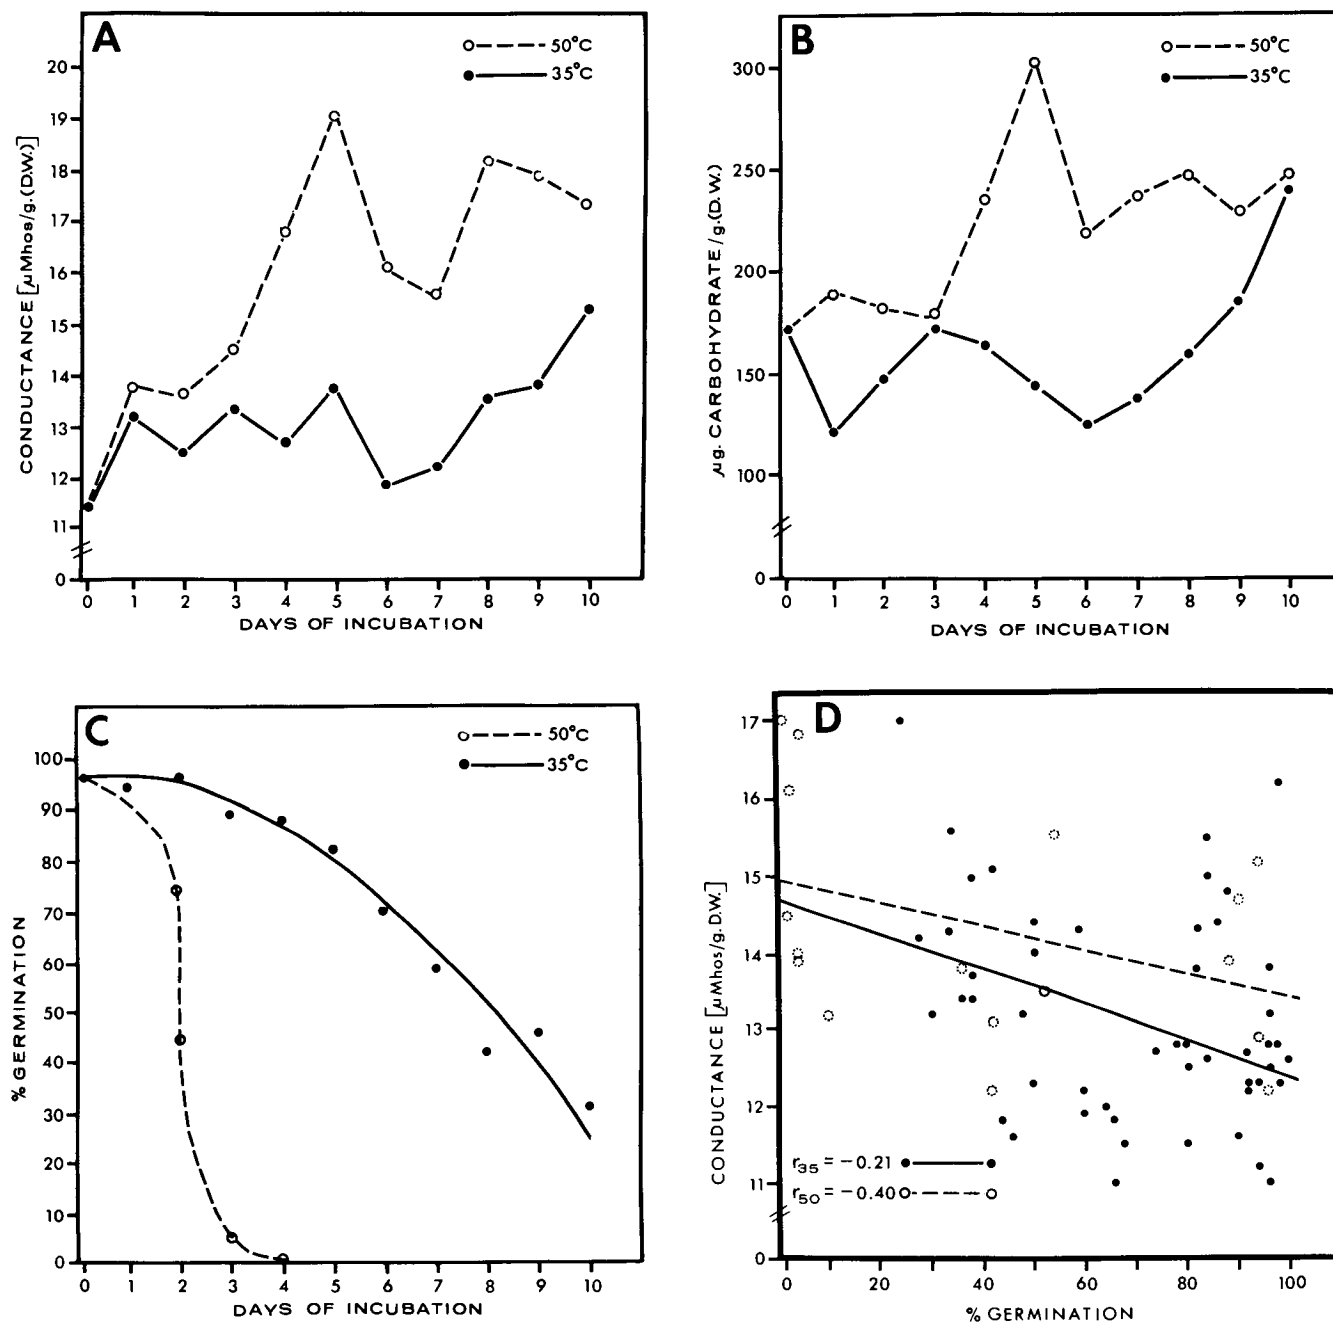 A
50°C
35°C
20
19
18
17
16
15
14
13
12
11
0
CONDUCTANCE [µMhos/g.(D.W.)]
0 1 2 3 4 5 6 7 8 9 10
DAYS OF INCUBATION
B
50°C
35°C
300
250
200
150
100
0
µg. CARBOHYDRATE/g.(D.W.)
0 1 2 3 4 5 6 7 8 9 10
DAYS OF INCUBATION
C
50°C
35°C
100
90
80
70
60
50
40
30
20
10
0
% GERMINATION
0 1 2 3 4 5 6 7 8 9 10
DAYS OF INCUBATION
D
17
16
15
14
13
12
11
0
CONDUCTANCE [µMhos/g.D.W.]
r35 = -0.21
r50 = -0.40
0 20 40 60 80 100
% GERMINATION